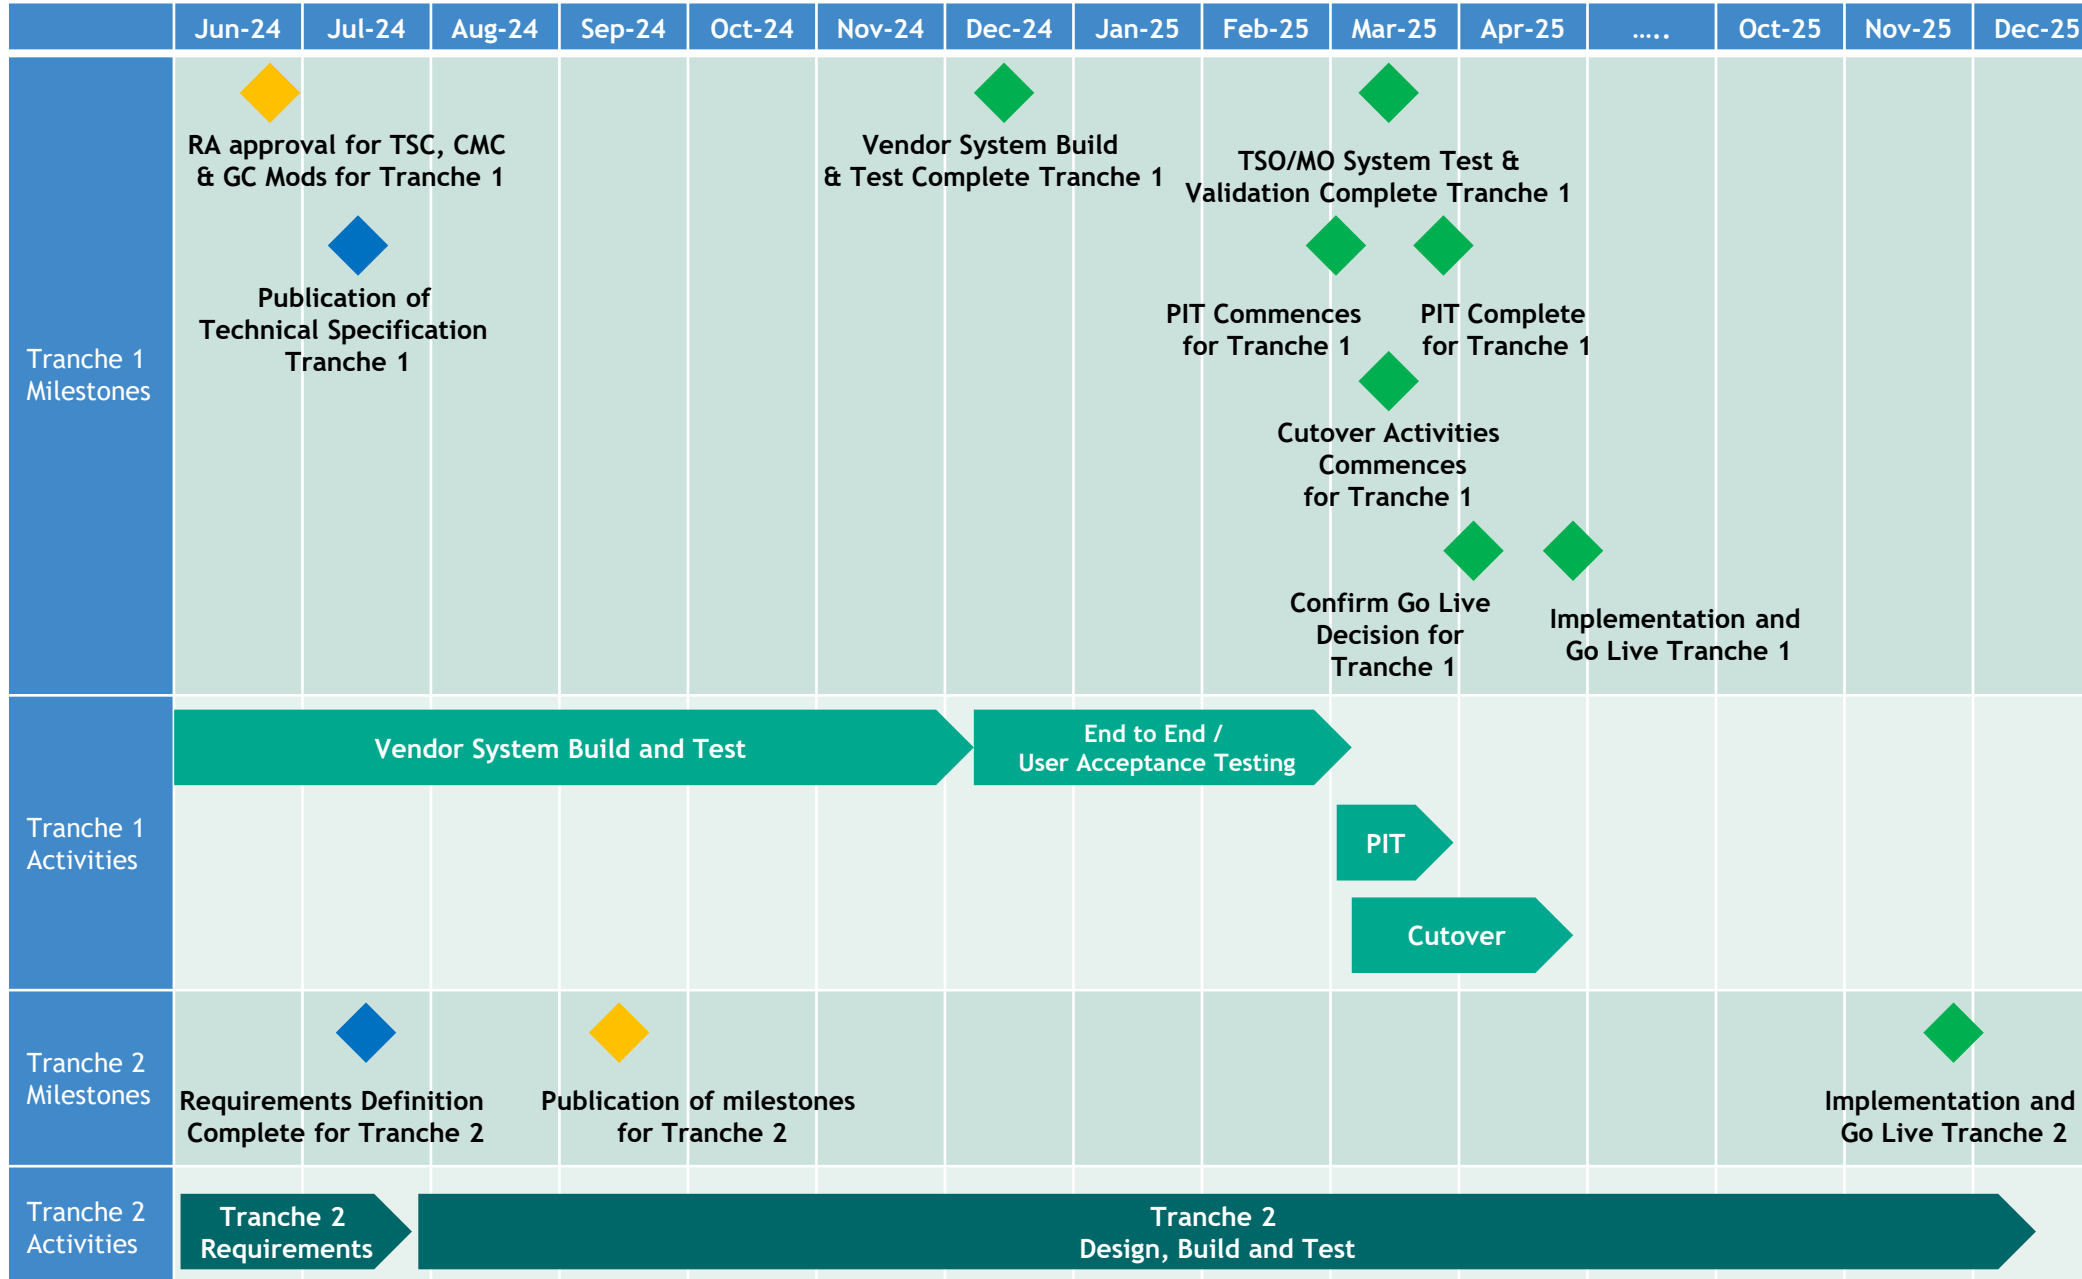 Jun-24 Jul-24 Aug-24 Sep-24 Oct-24 Nov-24 Dec-24 Jan-25 Feb-25 Mar-25 Apr-25 ..... Oct-25 Nov-25 Dec-25
Tranche 1
Milestones
RA approval for TSC, CMC
& GC Mods for Tranche 1
Vendor System Build
& Test Complete Tranche 1
TSO/MO System Test &
Validation Complete Tranche 1
Publication of
Technical Specification
Tranche 1
PIT Commences
for Tranche 1
PIT Complete
for Tranche 1
Cutover Activities
Commences
for Tranche 1
Confirm Go Live
Decision for
Tranche 1
Implementation and
Go Live Tranche 1
Tranche 1
Activities
Vendor System Build and Test
End to End /
User Acceptance Testing
PIT
Cutover
Tranche 2
Milestones
Requirements Definition
Complete for Tranche 2
Publication of milestones
for Tranche 2
Implementation and
Go Live Tranche 2
Tranche 2
Activities
Tranche 2
Requirements
Tranche 2
Design, Build and Test